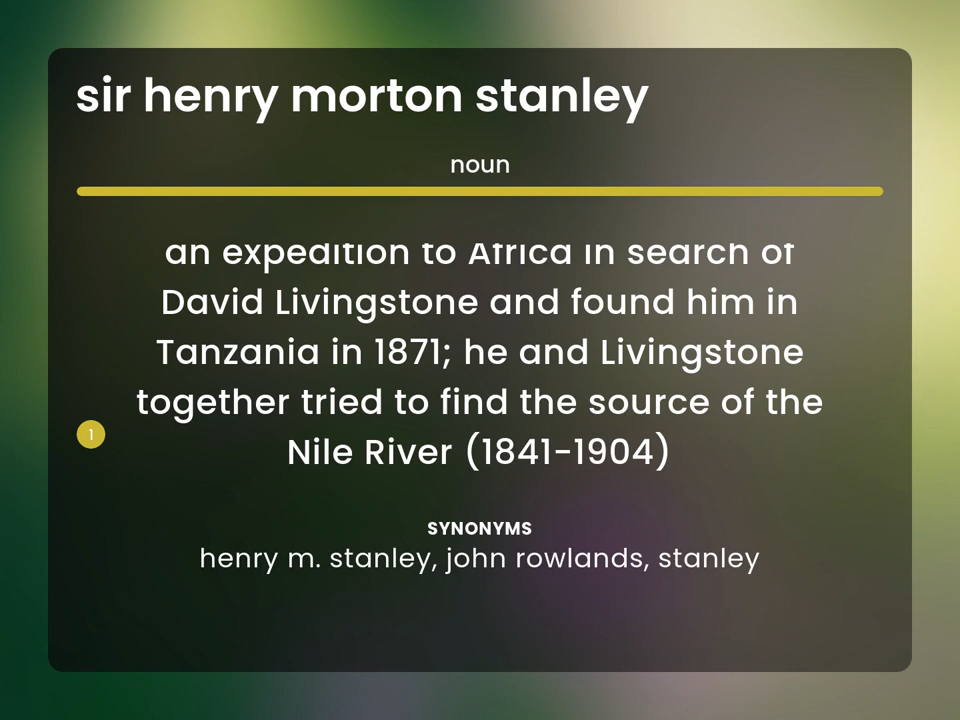 sir henry morton stanley
noun
an expedition to Africa in search of
David Livingstone and found him in
Tanzania in 1871; he and Livingstone
together tried to find the source of the
1
Nile River (1841-1904)
SYNONYMS
henry m. stanley, john rowlands, stanley